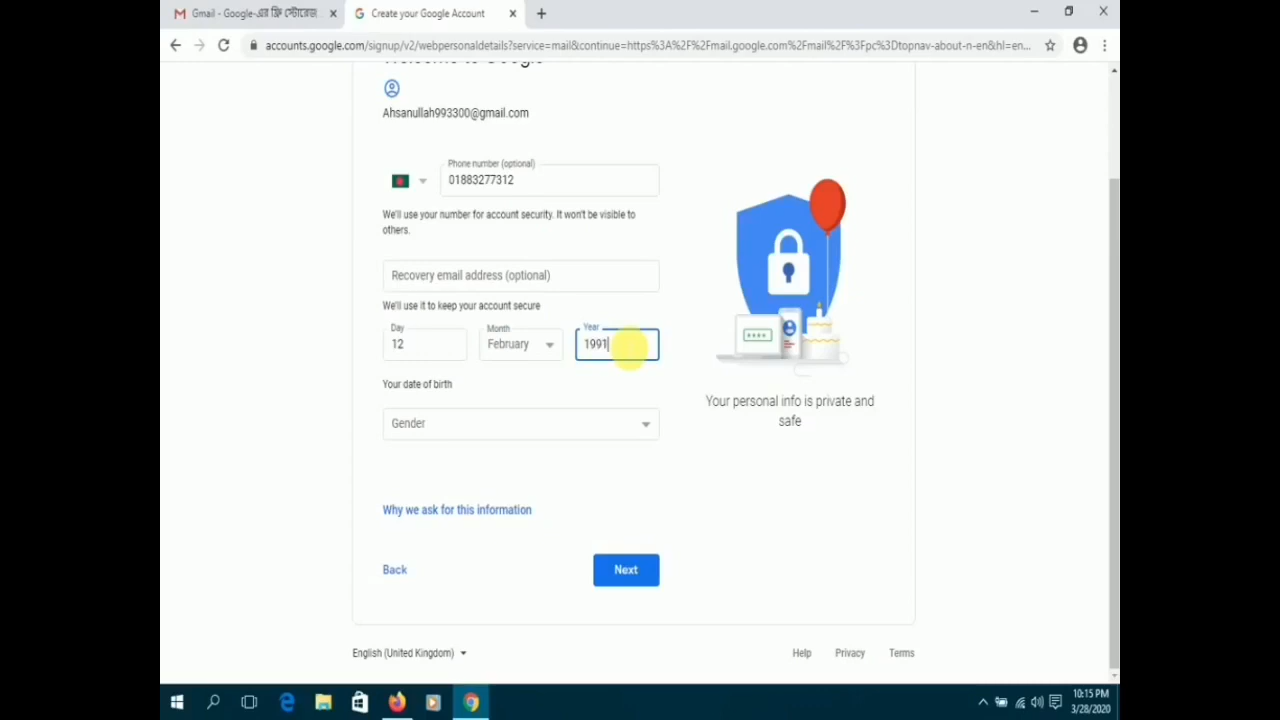 Gmail - Google-এর ফ্রি স্টোরেজ
Create your Google Account
accounts.google.com/signup/v2/webpersonaldetails?service=mail&continue=https%3A%2F%2Fmail.google.com%2Fmail%2F%3Fpc%3Dtopnav-about-n-en&hl=en...
Welcome to Google
Ahsanullah993300@gmail.com
Phone number (optional)
01883277312
We'll use your number for account security. It won't be visible to
others.
Recovery email address (optional)
We'll use it to keep your account secure
Day
Month
Year
12
February
1991
Your date of birth
Gender
Your personal info is private and
safe
Why we ask for this information
Back
Next
English (United Kingdom)
Help
Privacy
Terms
10:15 PM
3/28/2020